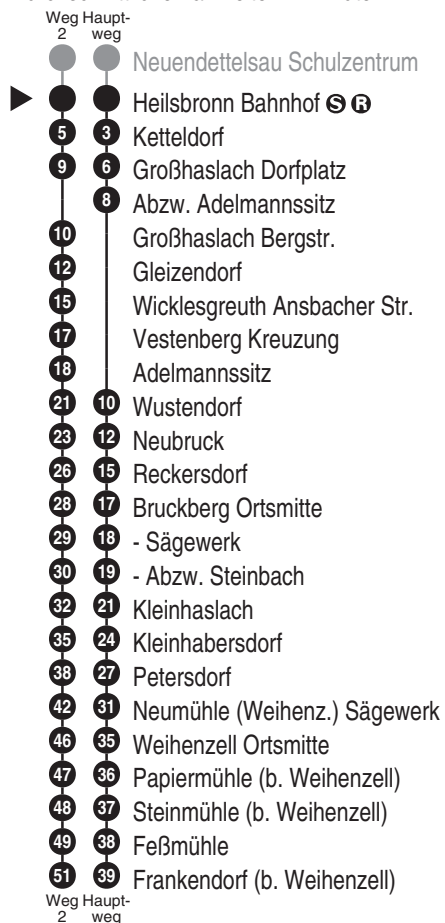 Weg Haupt-
2 weg
Neuendettelsau Schulzentrum
Heilsbronn Bahnhof S R
5 3 Ketteldorf
9 6 Großhaslach Dorfplatz
8 Abzw. Adelmannssitz
10 Großhaslach Bergstr.
12 Gleizendorf
15 Wicklesgreuth Ansbacher Str.
17 Vestenberg Kreuzung
18 Adelmannssitz
21 10 Wustendorf
23 12 Neubruck
26 15 Reckersdorf
28 17 Bruckberg Ortsmitte
29 18 - Sägewerk
30 19 - Abzw. Steinbach
32 21 Kleinhaslach
35 24 Kleinhabersdorf
38 27 Petersdorf
42 31 Neumühle (Weihenz.) Sägewerk
46 35 Weihenzell Ortsmitte
47 36 Papiermühle (b. Weihenzell)
48 37 Steinmühle (b. Weihenzell)
49 38 Feßmühle
51 39 Frankendorf (b. Weihenzell)
Weg Haupt-
2 weg